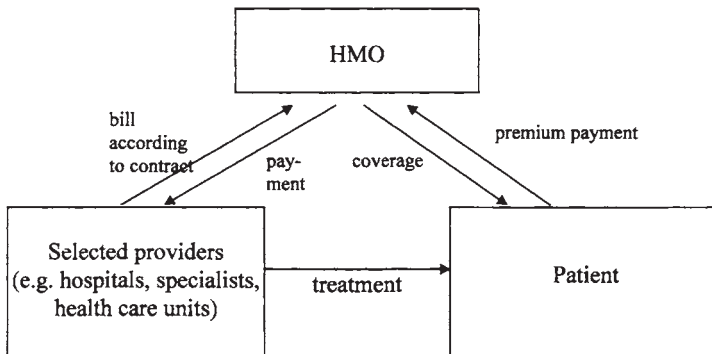 HMO
bill
according
to contract
pay-
ment
coverage
premium payment
Selected providers
(e.g. hospitals, specialists,
health care units)
treatment
Patient